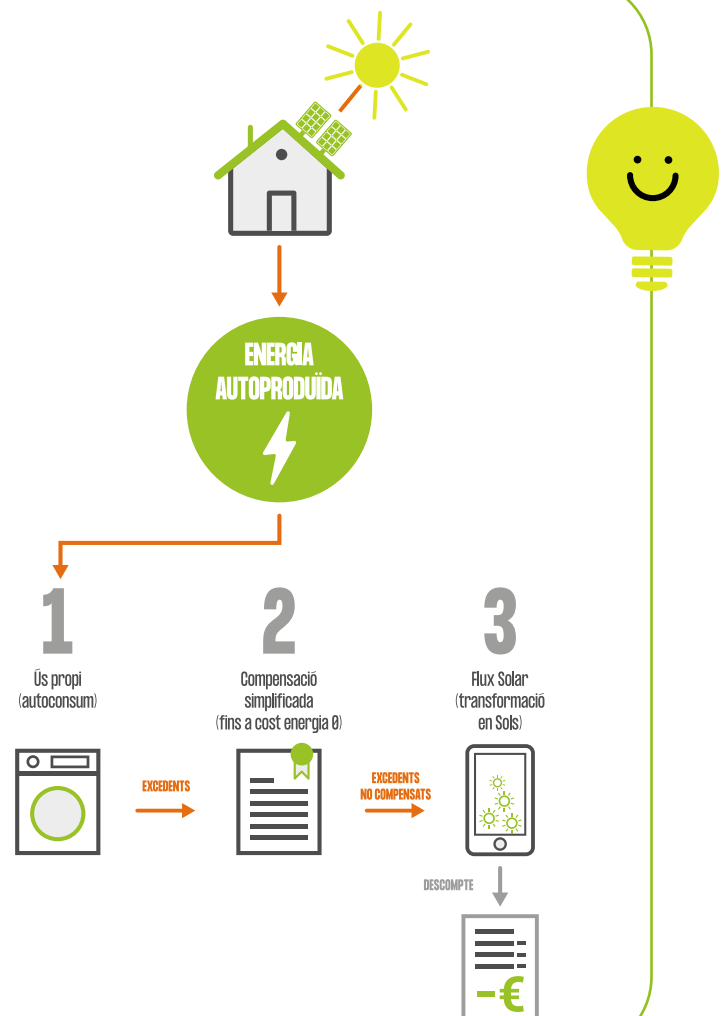 ENERGIA
AUTOPRODUÏDA
1
Ús propi
(autoconsum)
2
Compensació
simplificada
(fins a cost energia 0)
3
Flux Solar
(transformació
en Sols)
EXCEDENTS
EXCEDENTS
NO COMPENSATS
DESCOMPTE
-€